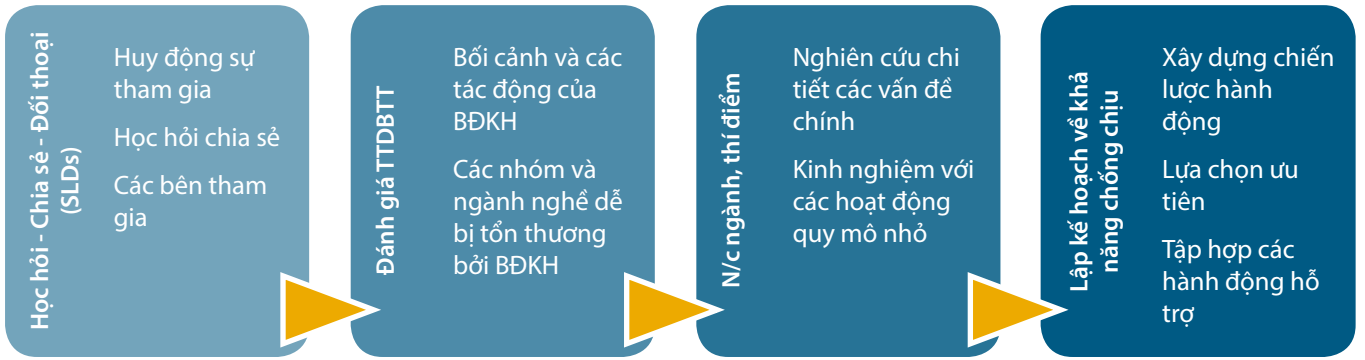 Học hỏi - Chia sẻ - Đối thoại
(SLDs)
Huy động sự
tham gia
Học hỏi chia sẻ
Các bên tham
gia
Đánh giá TTDBTT
Bối cảnh và các
tác động của
BĐKH
Các nhóm và
ngành nghề dễ
bị tổn thương
bởi BĐKH
N/c ngành, thí điểm
Nghiên cứu chi
tiết các vấn đề
chính
Kinh nghiệm với
các hoạt động
quy mô nhỏ
Lập kế hoạch về khả
năng chống chịu
Xây dựng chiến
lược hành
động
Lựa chọn ưu
tiên
Tập hợp các
hành động hỗ
trợ